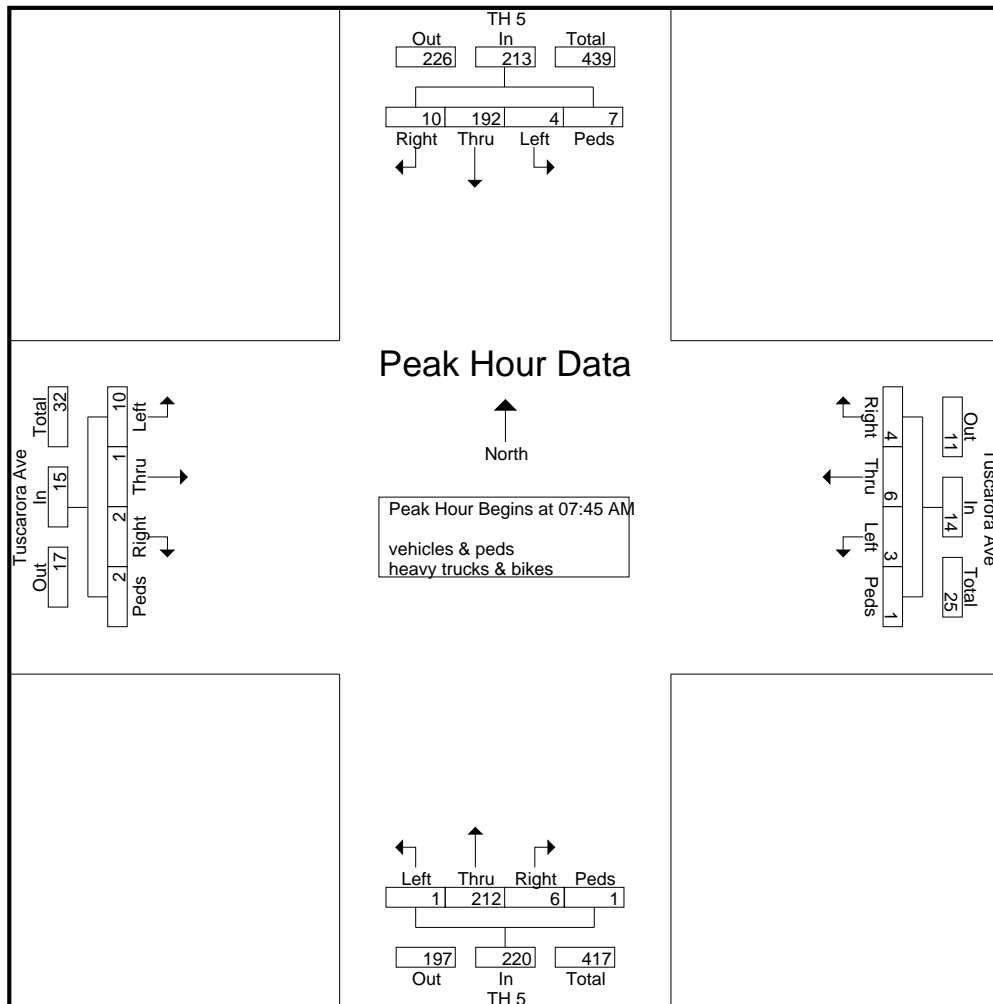 TH 5
Out In Total
226 213 439
10 192 4 7
Right Thru Left Peds
Peak Hour Data
North
Peak Hour Begins at 07:45 AM
vehicles & peds
heavy trucks & bikes
Tuscarora Ave
Out In Total
17 15 32
10 1 2 2
Left Thru Right Peds
Right Thru Left Peds
4 6 3 1
Out In Total
11 14 25
Tuscarora Ave
Left Thru Right Peds
1 212 6 1
197 220 417
Out In Total
TH 5